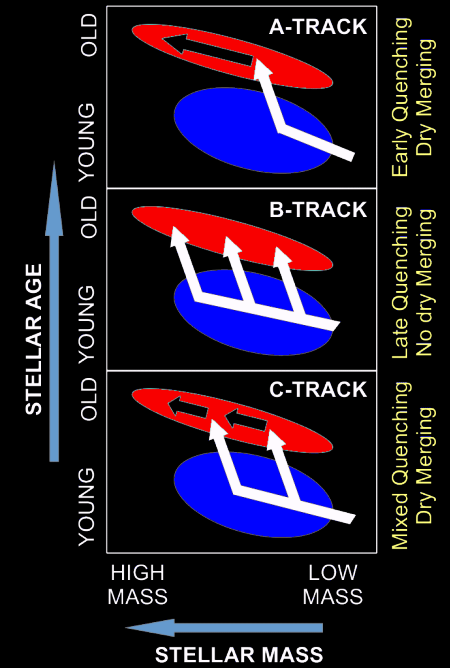 A-TRACK
OLD
YOUNG
Early Quenching
Dry Merging
B-TRACK
OLD
YOUNG
Late Quenching
No dry Merging
C-TRACK
OLD
YOUNG
Mixed Quenching
Dry Merging
STELLAR AGE
HIGH MASS
LOW MASS
STELLAR MASS